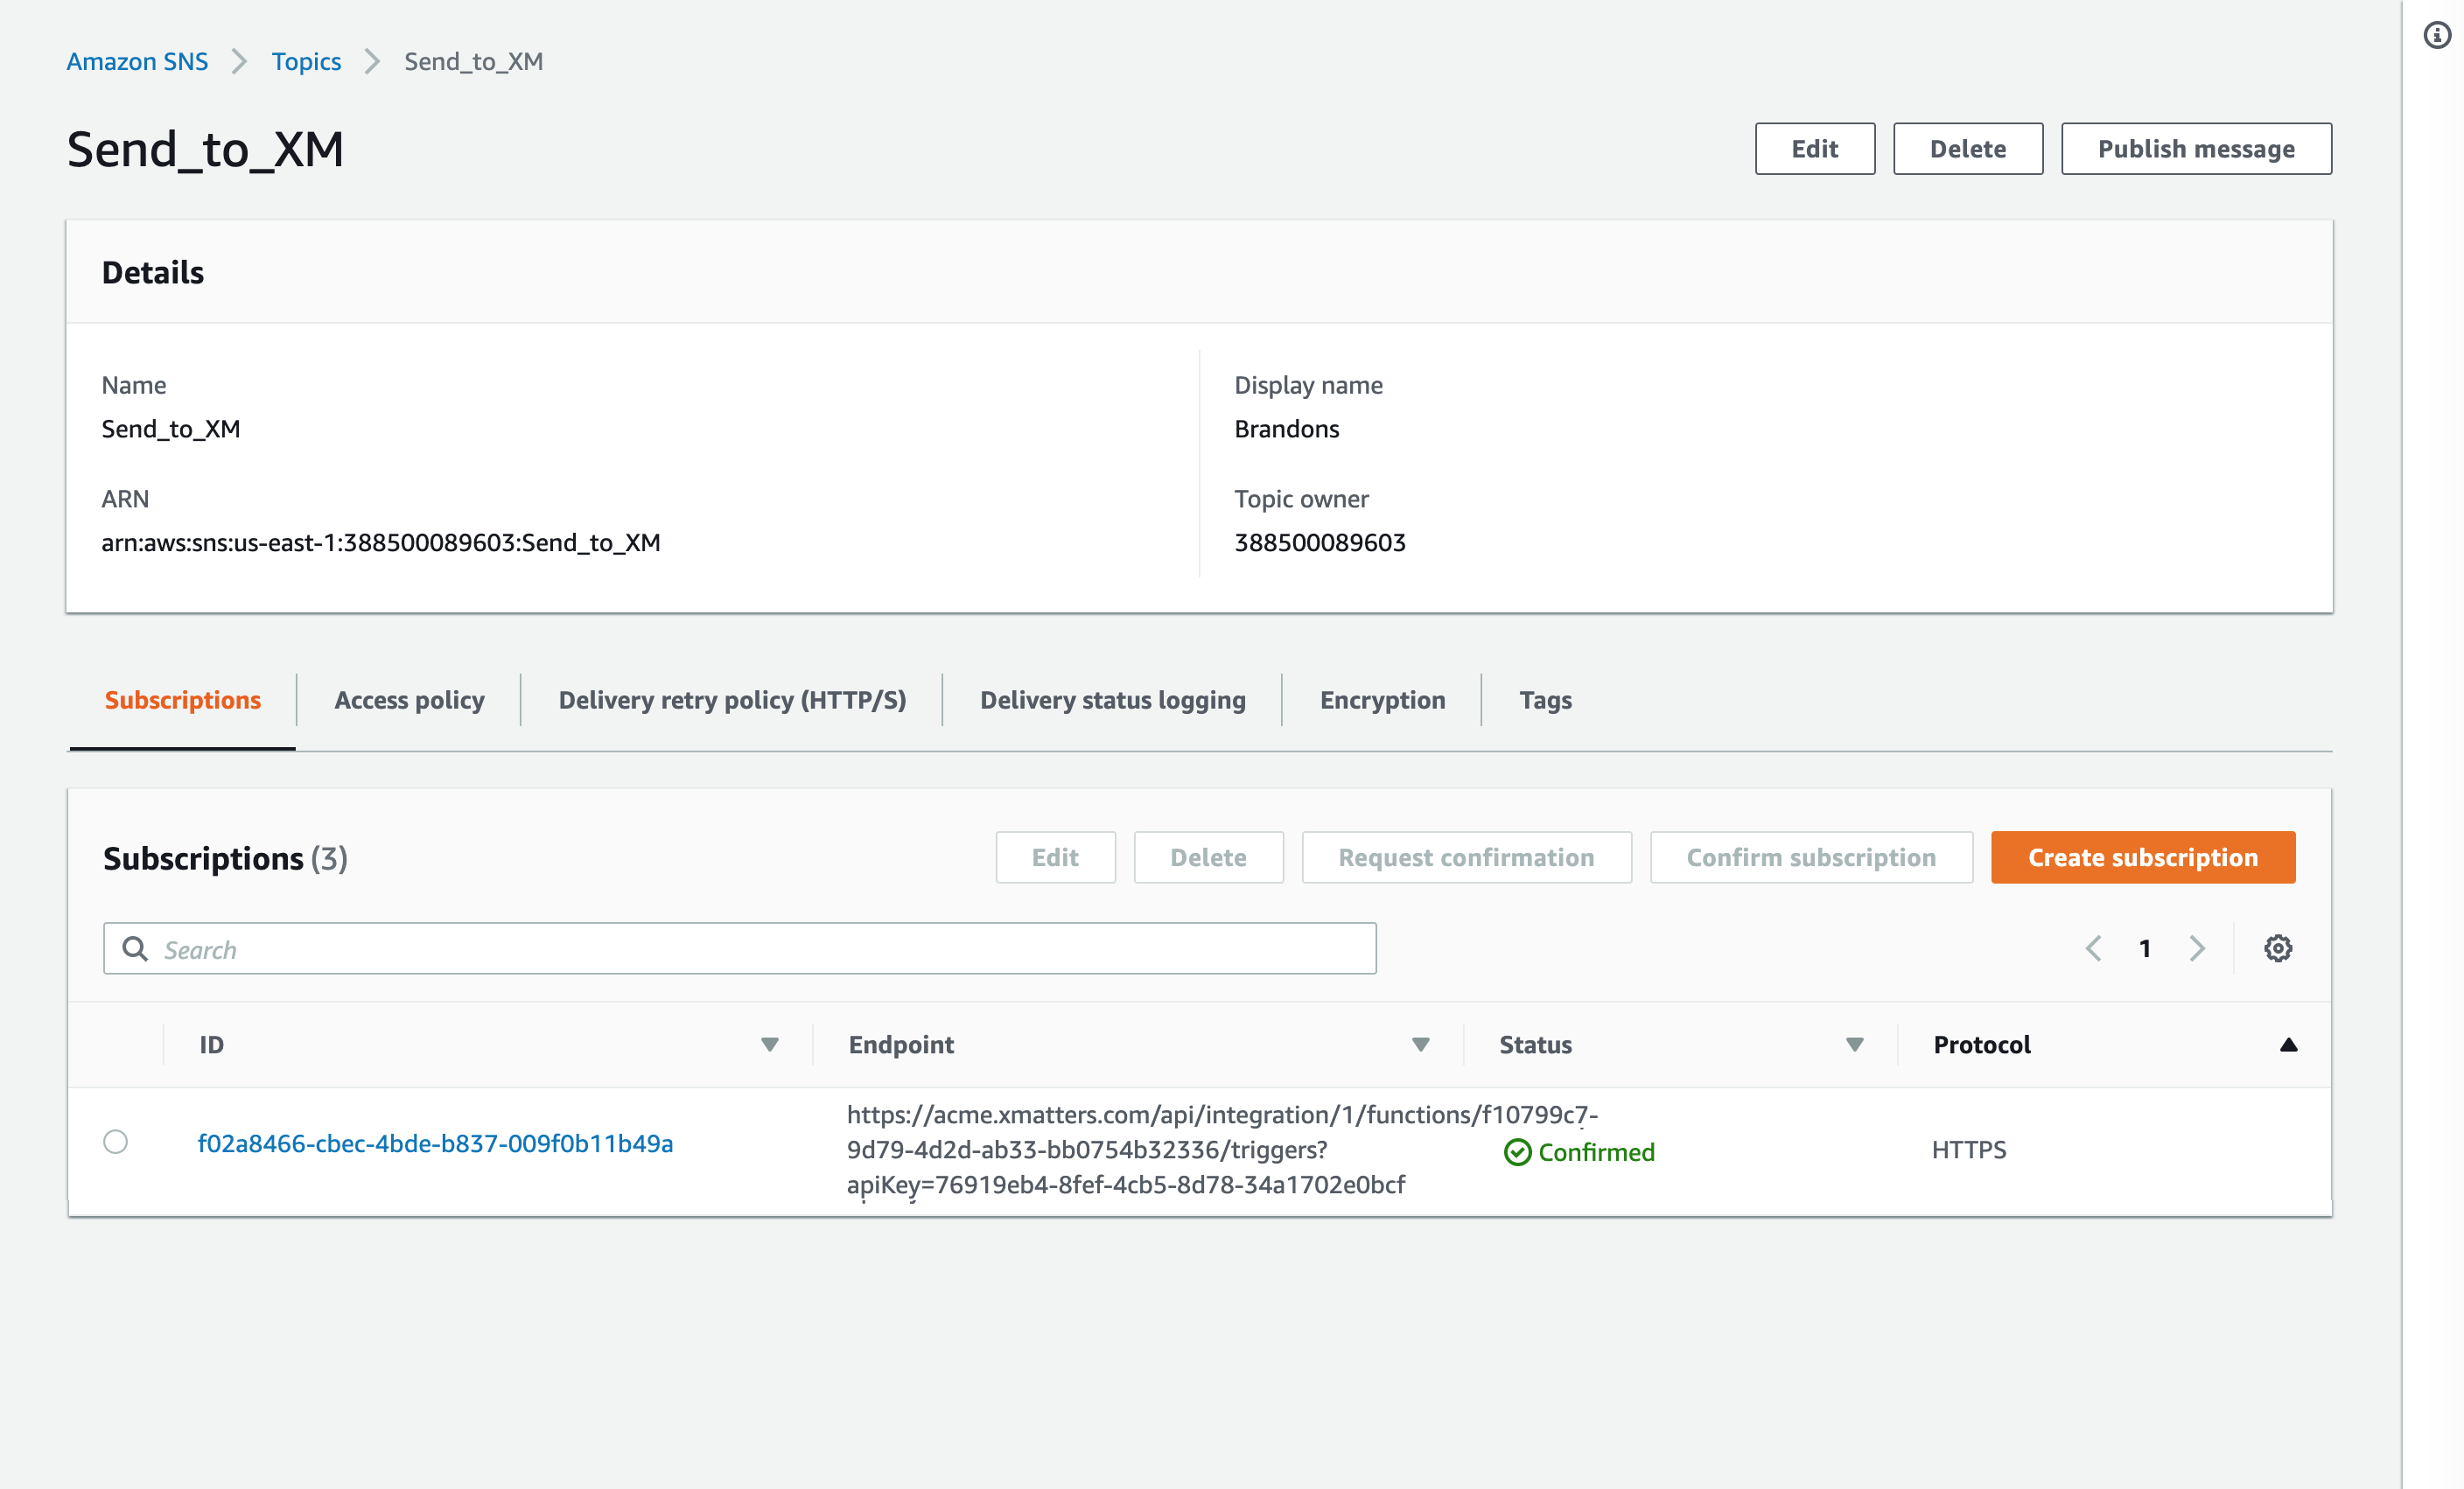 Amazon SNS > Topics > Send_to_XM
Send_to_XM
Edit
Delete
Publish message
Details
Name
Send_to_XM
Display name
Brandons
ARN
arn:aws:sns:us-east-1:388500089603:Send_to_XM
Topic owner
388500089603
Subscriptions
Access policy
Delivery retry policy (HTTP/S)
Delivery status logging
Encryption
Tags
Subscriptions (3)
Edit
Delete
Request confirmation
Confirm subscription
Create subscription
Search
1
ID
Endpoint
Status
Protocol
f02a8466-cbec-4bde-b837-009f0b11b49a
https://acme.xmatters.com/api/integration/1/functions/f10799c7-
9d79-4d2d-ab33-bb0754b32336/triggers?
apiKey=76919eb4-8fef-4cb5-8d78-34a1702e0bcf
Confirmed
HTTPS